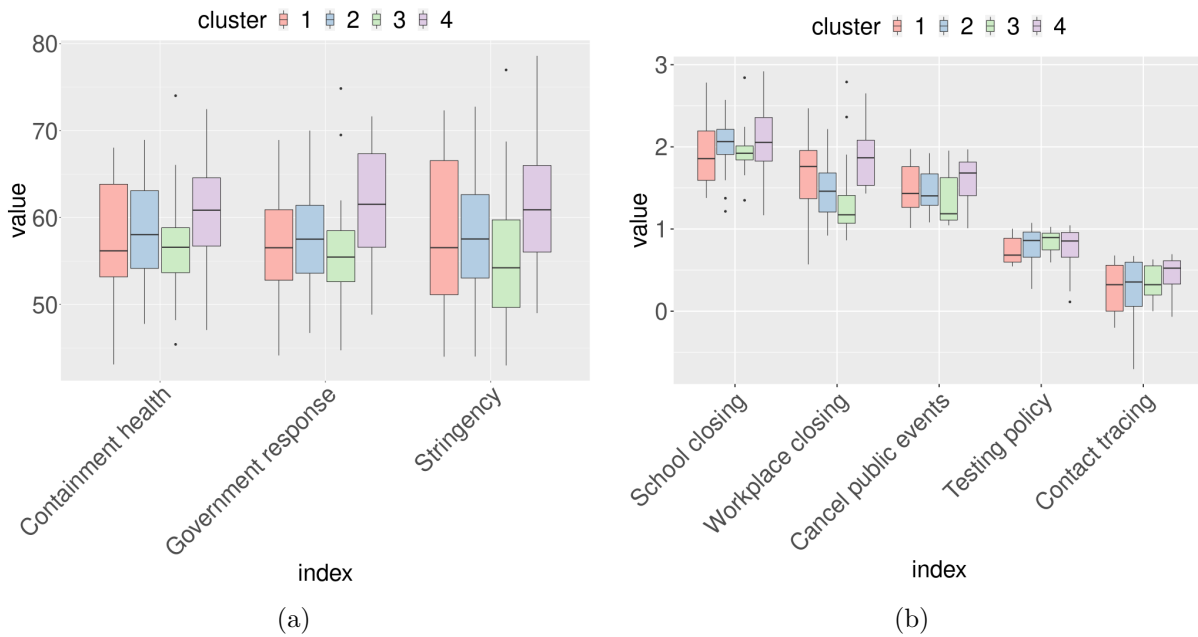 cluster 1 2 3 4
80
70
60
50
value
Containment health
Government response
Stringency
index
(a)
cluster 1 2 3 4
3
2
1
0
value
School closing
Workplace closing
Cancel public events
Testing policy
Contact tracing
index
(b)